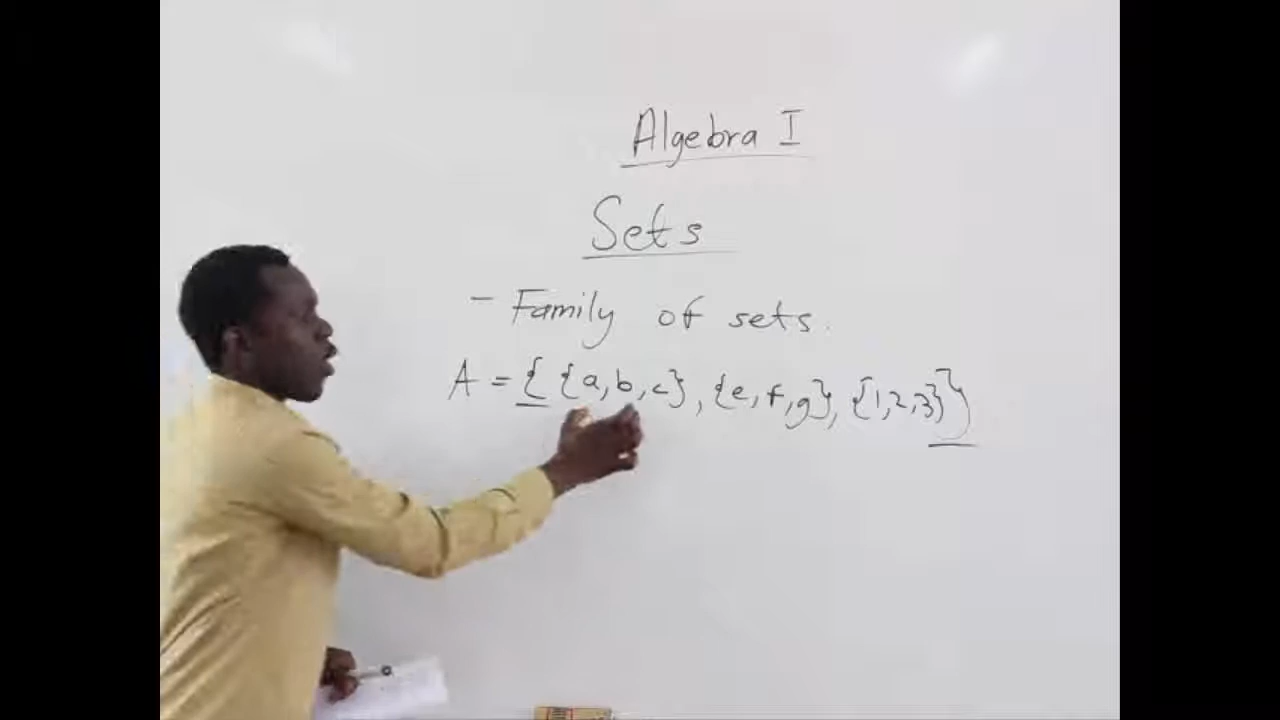 Algebra I
Sets
- Family of sets.
A = { {a, b, c}, {e, f, g}, {1, 2, 3} }